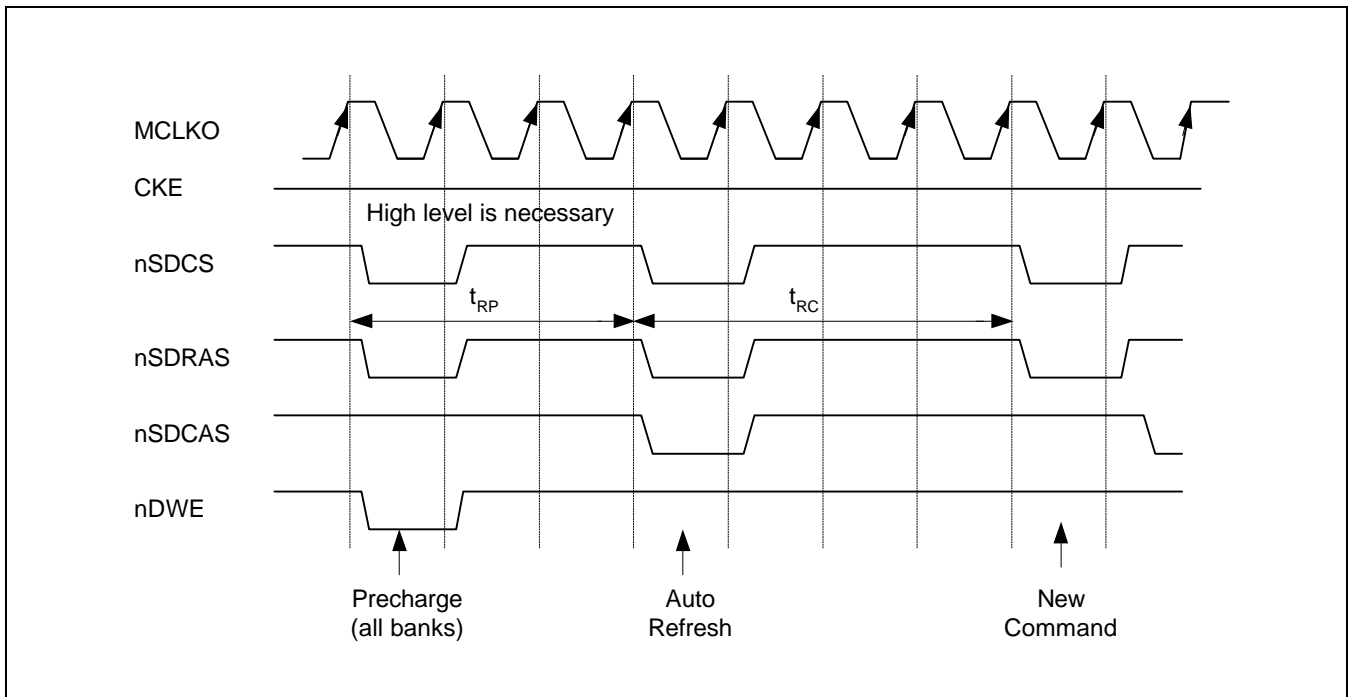 MCLKO
CKE
High level is necessary
nSDCS
tRP
tRC
nSDRAS
nSDCAS
nDWE
Precharge
(all banks)
Auto
Refresh
New
Command